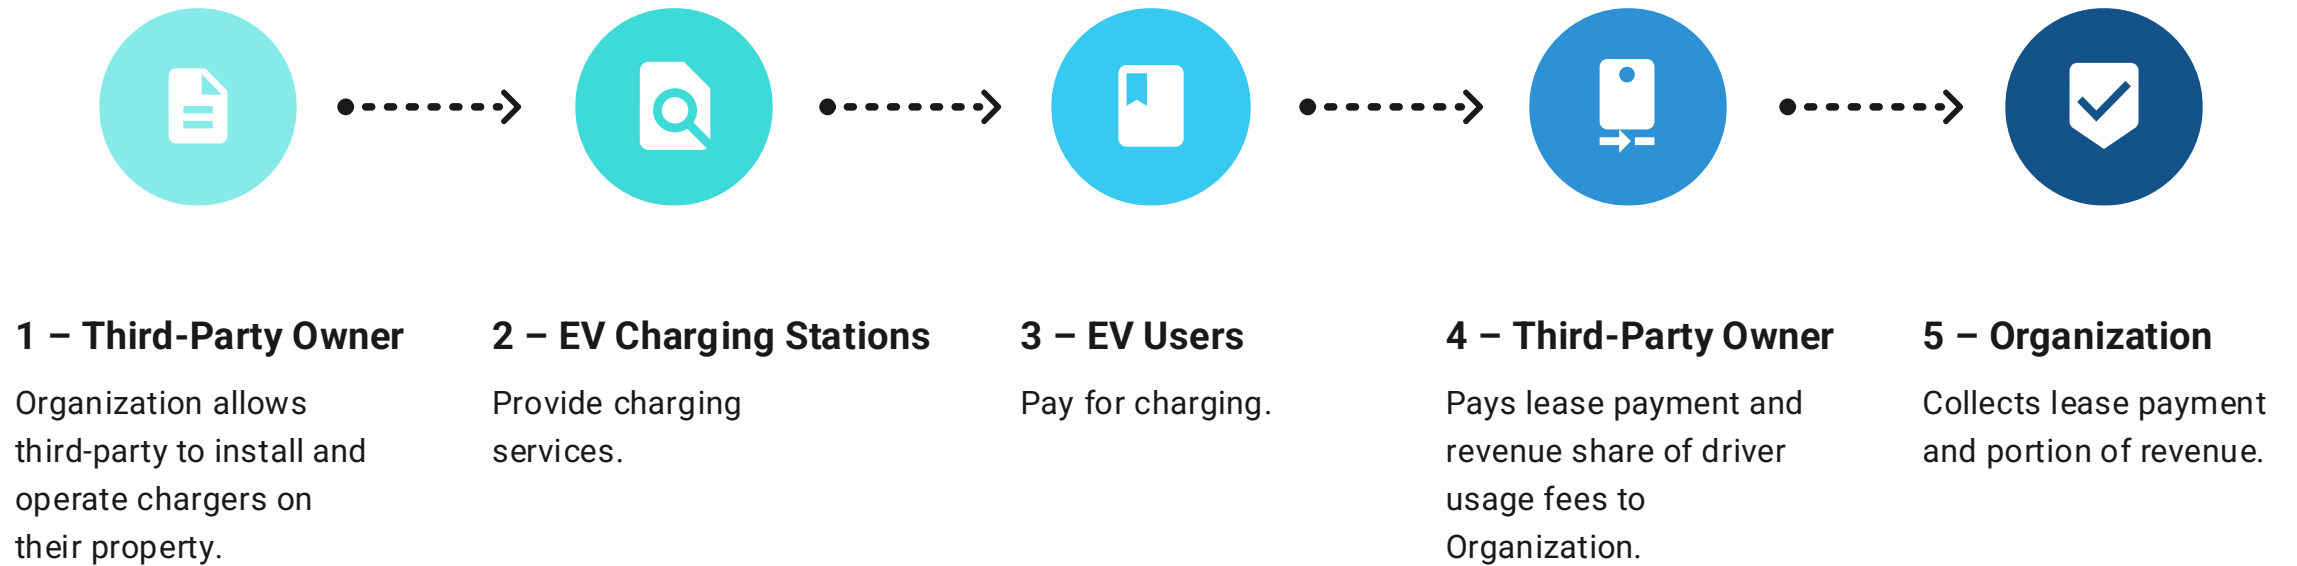 1 – Third-Party Owner
Organization allows
third-party to install and
operate chargers on
their property.
2 – EV Charging Stations
Provide charging
services.
3 – EV Users
Pay for charging.
4 – Third-Party Owner
Pays lease payment and
revenue share of driver
usage fees to
Organization.
5 – Organization
Collects lease payment
and portion of revenue.